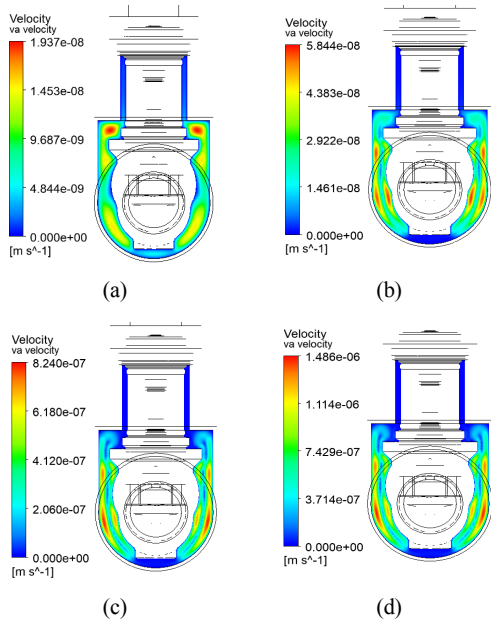 Velocity
va velocity
1.937e-08
1.453e-08
9.687e-09
4.844e-09
0.000e+00
[m s^-1]
(a)
Velocity
va velocity
5.844e-08
4.383e-08
2.922e-08
1.461e-08
0.000e+00
[m s^-1]
(b)
Velocity
va velocity
8.240e-07
6.180e-07
4.120e-07
2.060e-07
0.000e+00
[m s^-1]
(c)
Velocity
va velocity
1.486e-06
1.114e-06
7.429e-07
3.714e-07
0.000e+00
[m s^-1]
(d)